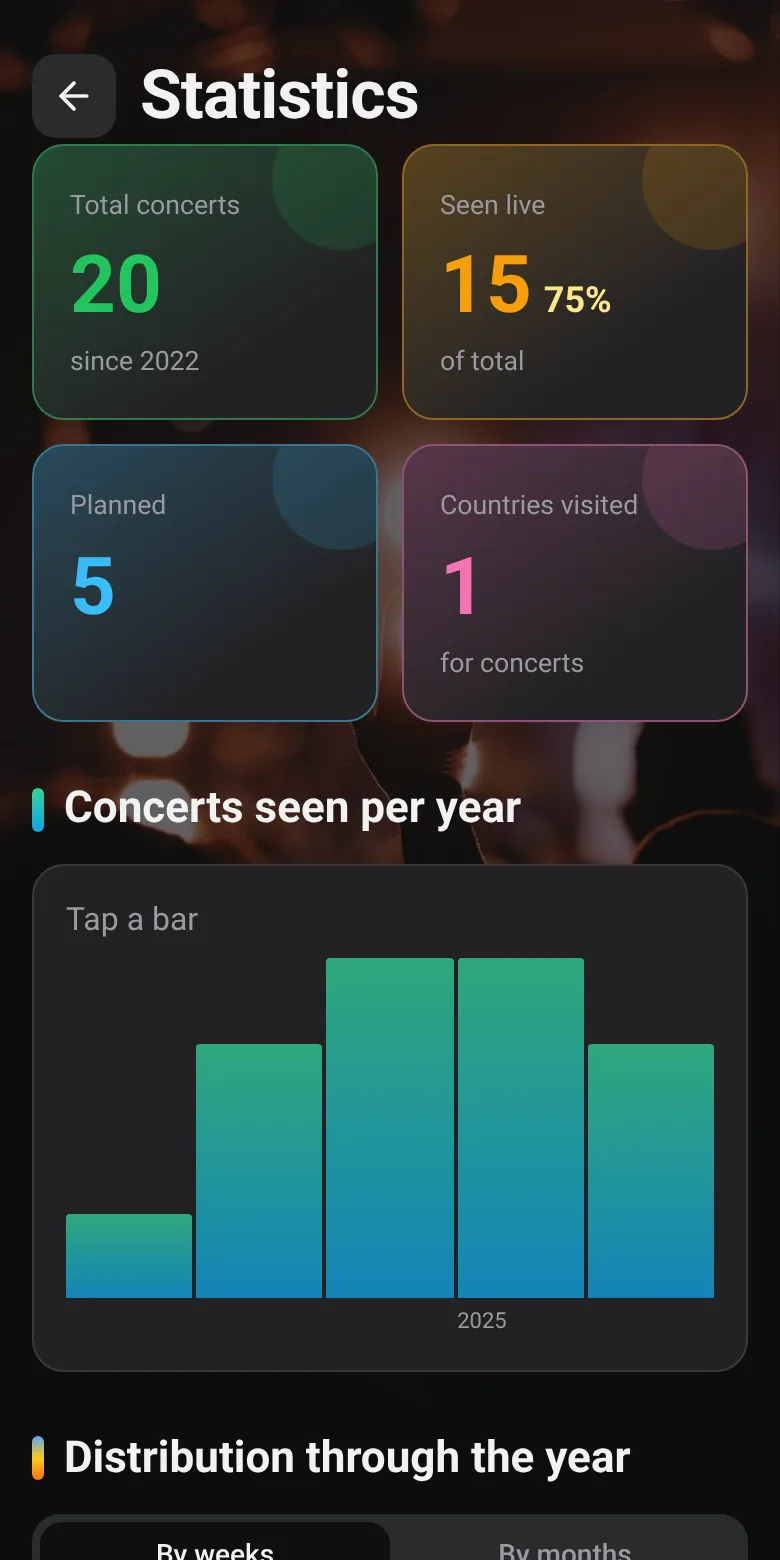 Statistics
Total concerts
20
since 2022
Seen live
15 75%
of total
Planned
5
Countries visited
1
for concerts
Concerts seen per year
Tap a bar
2025
Distribution through the year
By weeks
By months